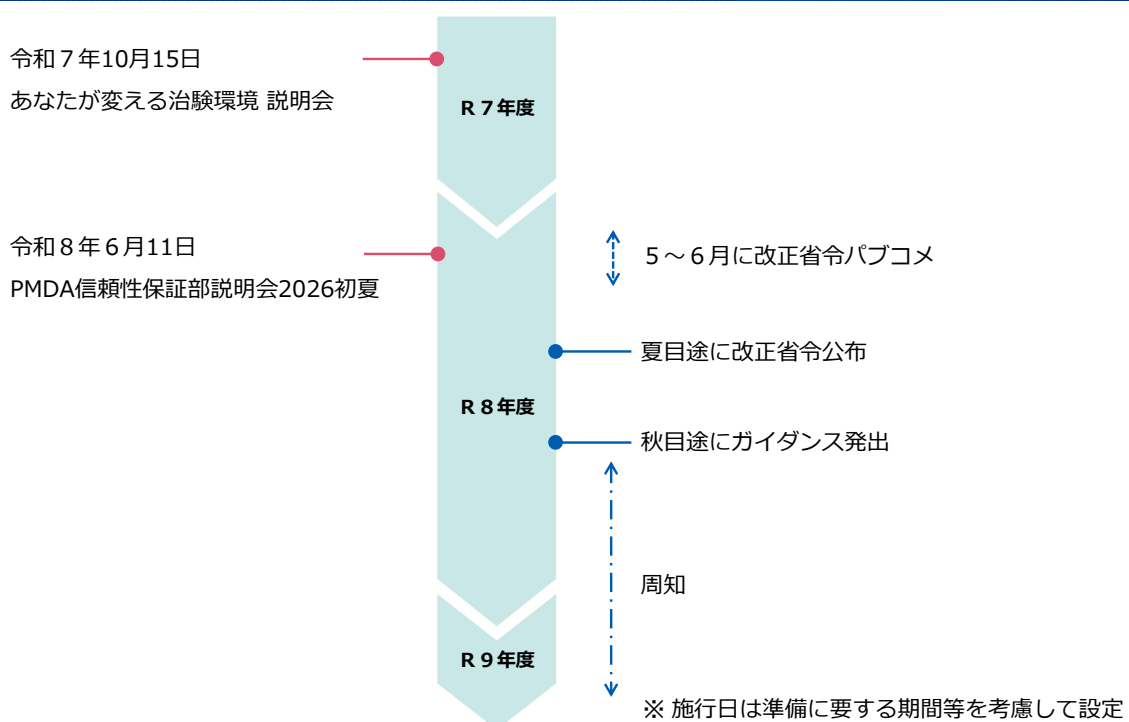 令和７年10月15日
あなたが変える治験環境 説明会
R７年度
令和８年６月11日
PMDA信頼性保証部説明会2026初夏
５～６月に改正省令パブコメ
夏目途に改正省令公布
R８年度
秋目途にガイダンス発出
周知
R９年度
※ 施行日は準備に要する期間等を考慮して設定